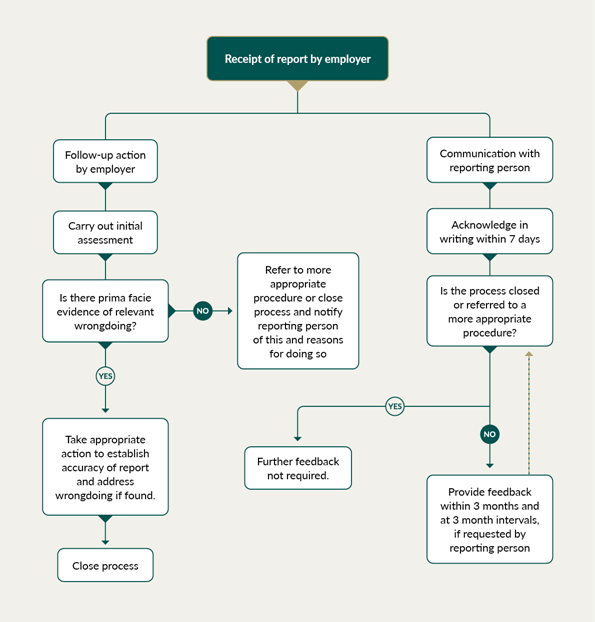 Receipt of report by employer
Follow-up action
by employer
Communication with
reporting person
Carry out initial
assessment
Acknowledge in
writing within 7 days
Is there prima facie
evidence of relevant
wrongdoing?
NO
Refer to more
appropriate
procedure or close
process and notify
reporting person
of this and reasons
for doing so
Is the process closed
or referred to a
more appropriate
procedure?
YES
YES
NO
Take appropriate
action to establish
accuracy of report
and address
wrongdoing if found.
Further feedback
not required.
Provide feedback
within 3 months and
at 3 month intervals,
if requested by
reporting person
Close process